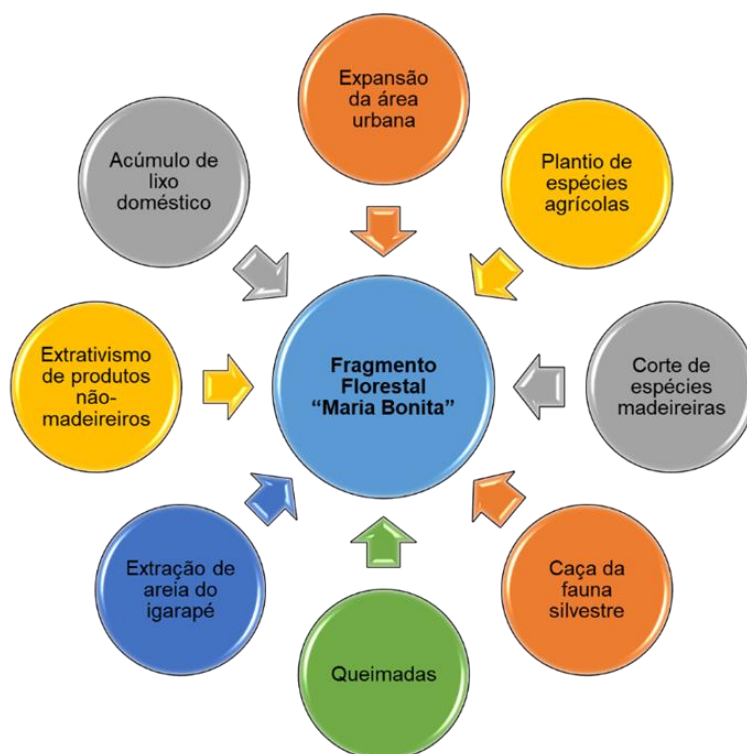 Expansão
da área
urbana
Acúmulo de
lixo
doméstico
Plantio de
espécies
agrícolas
Extrativismo
de produtos
não-
madeireiros
Fragmento
Florestal
“Maria Bonita”
Corte de
espécies
madeireiras
Extração de
areia do
igarapé
Caça da
fauna
silvestre
Queimadas